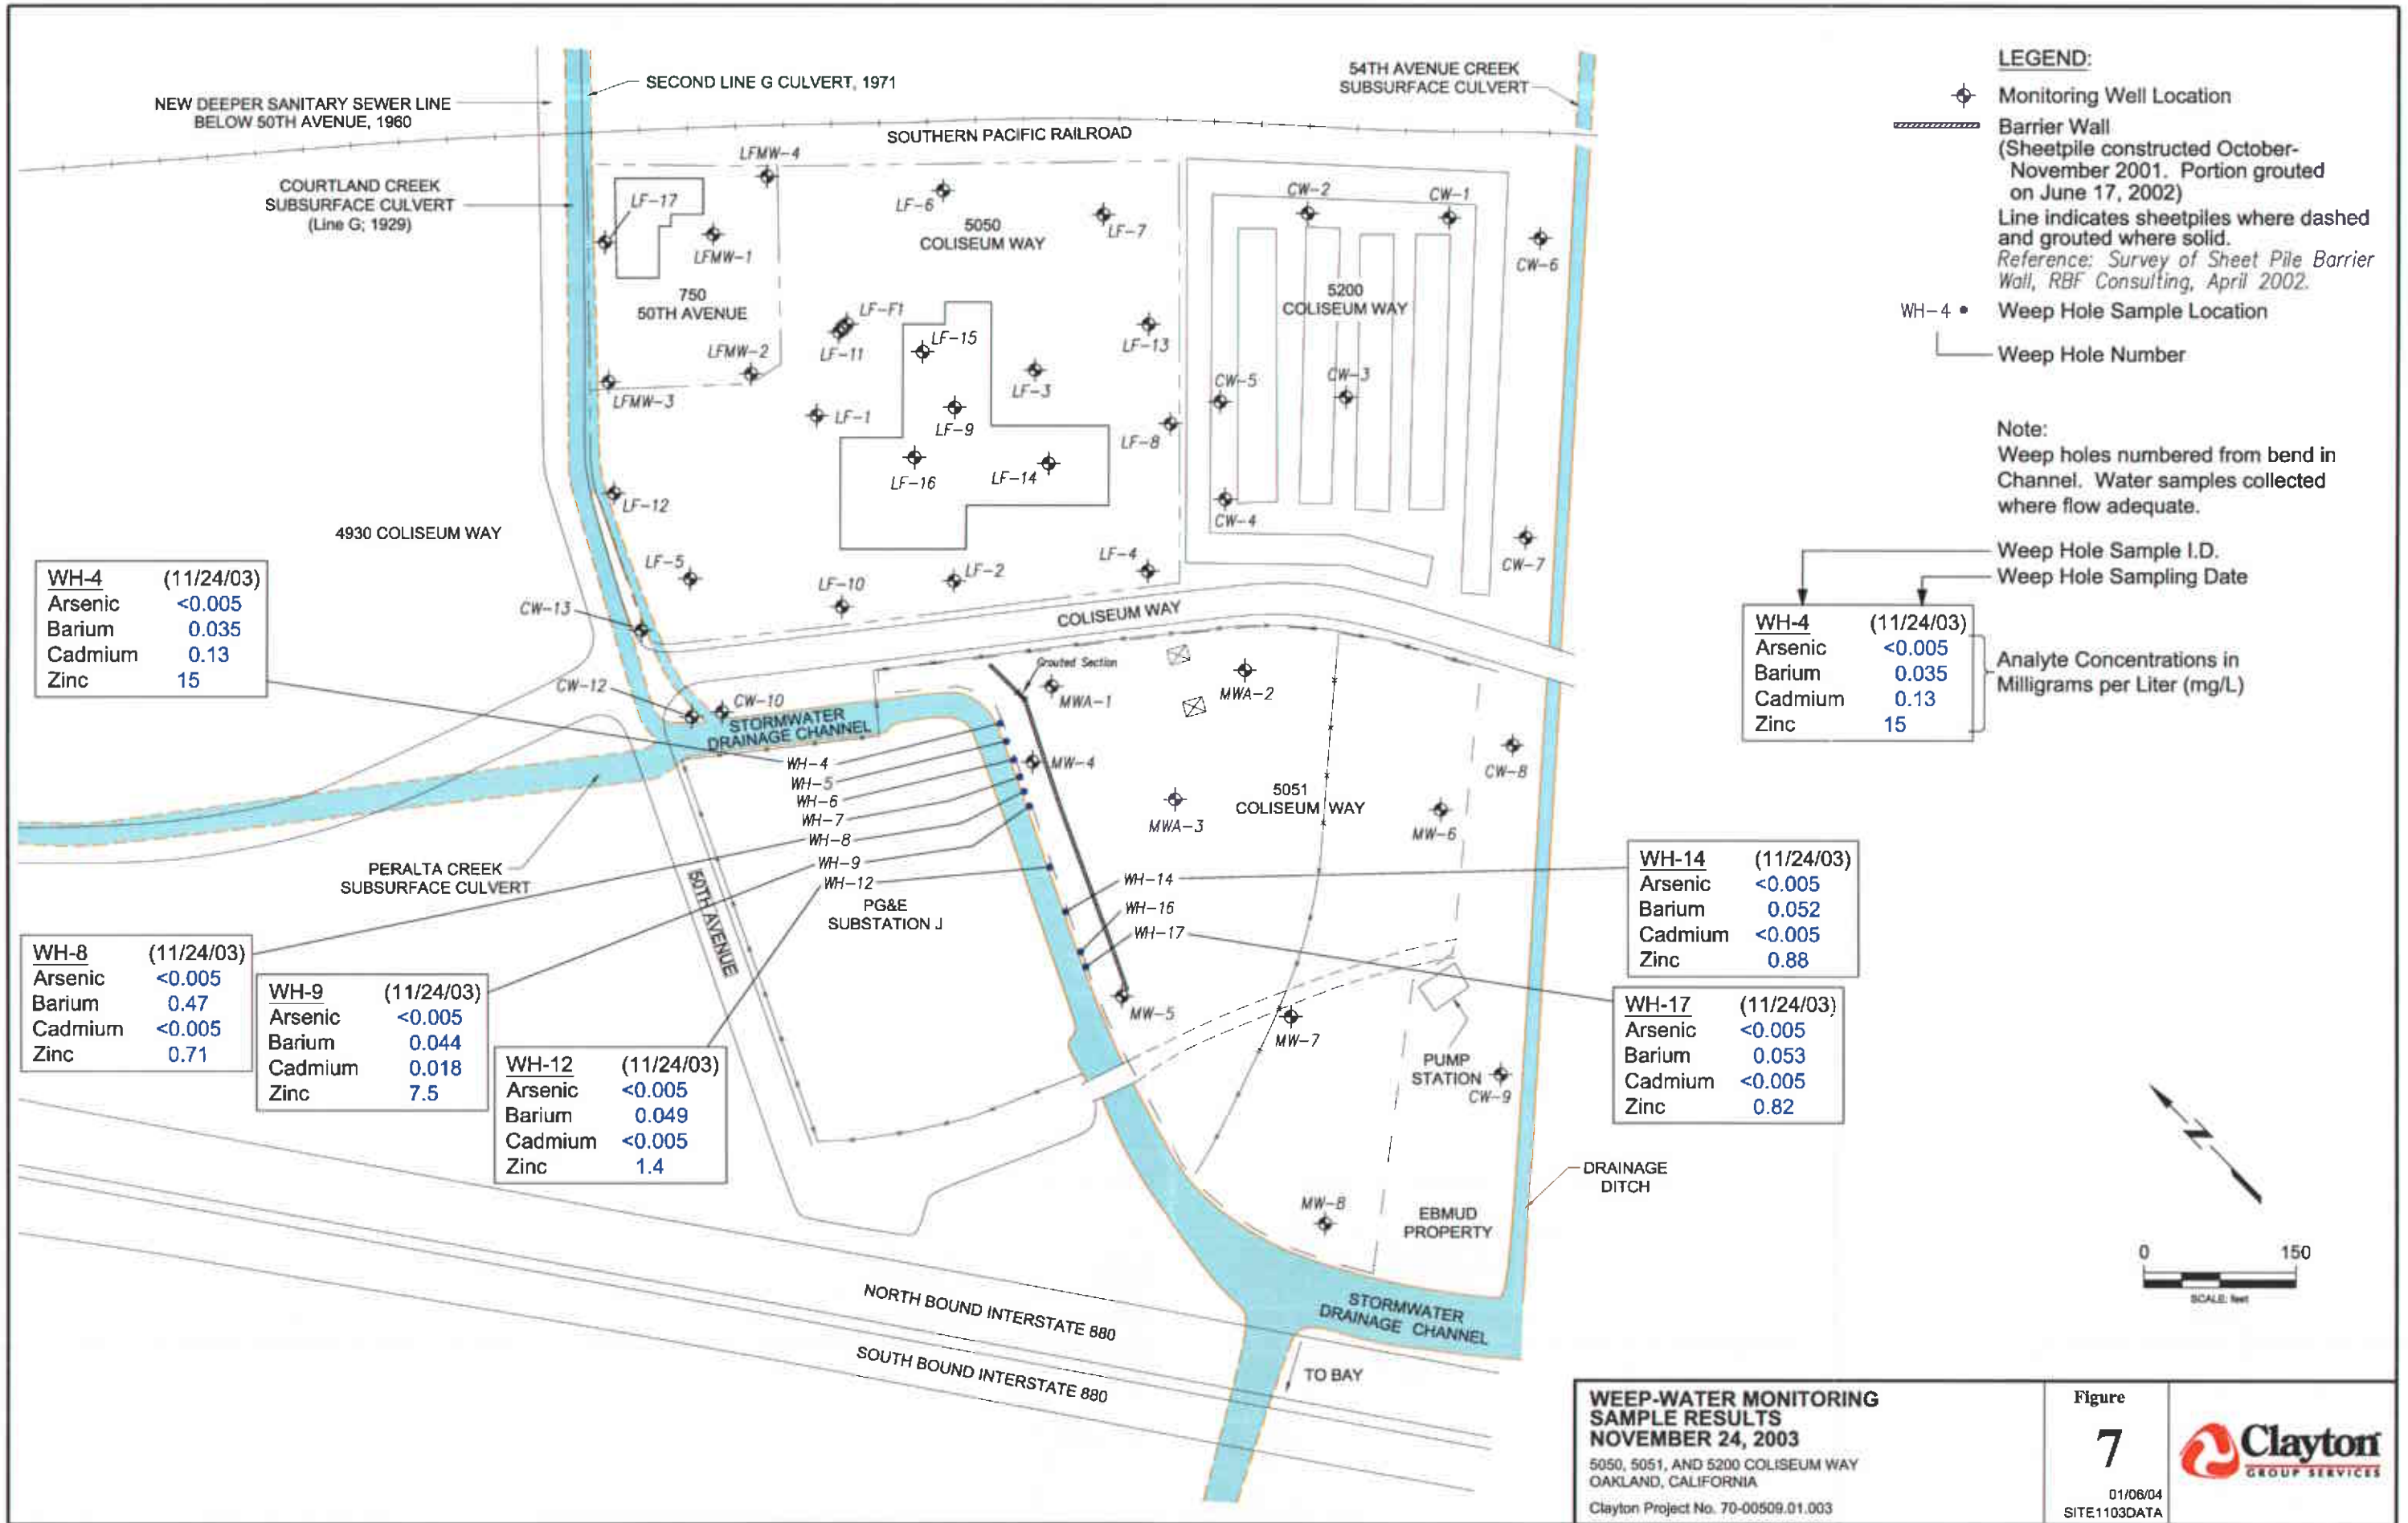 SECOND LINE G CULVERT, 1971
NEW DEEPER SANITARY SEWER LINE
BELOW 50TH AVENUE, 1960
54TH AVENUE CREEK
SUBSURFACE CULVERT
SOUTHERN PACIFIC RAILROAD
COURTLAND CREEK
SUBSURFACE CULVERT
(Line G; 1929)
LFMW-4
LF-17
LFMW-1
LF-6
5050
COLISEUM WAY
LF-7
CW-2
CW-1
CW-6
750
50TH AVENUE
LF-F1
LF-11
LF-15
LFMW-2
LFMW-3
LF-1
LF-3
LF-13
5200
COLISEUM WAY
CW-5
CW-3
LF-9
LF-8
LF-16
LF-14
CW-4
LF-12
4930 COLISEUM WAY
CW-7
LF-5
LF-10
LF-2
LF-4
CW-13
COLISEUM WAY
Grouted Section
CW-12
CW-10
MWA-1
MWA-2
STORMWATER
DRAINAGE CHANNEL
WH-4
WH-5
WH-6
WH-7
WH-8
WH-9
WH-12
MW-4
MWA-3
5051
COLISEUM WAY
CW-8
MW-6
PERALTA CREEK
SUBSURFACE CULVERT
50TH AVENUE
PG&E
SUBSTATION J
WH-14
WH-16
WH-17
MW-5
MW-7
PUMP
STATION
CW-9
DRAINAGE
DITCH
MW-8
EBMUD
PROPERTY
STORMWATER
DRAINAGE CHANNEL
NORTH BOUND INTERSTATE 880
SOUTH BOUND INTERSTATE 880
TO BAY
WH-4 (11/24/03)
Arsenic <0.005
Barium 0.035
Cadmium 0.13
Zinc 15
WH-8 (11/24/03)
Arsenic <0.005
Barium 0.47
Cadmium <0.005
Zinc 0.71
WH-9 (11/24/03)
Arsenic <0.005
Barium 0.044
Cadmium 0.018
Zinc 7.5
WH-12 (11/24/03)
Arsenic <0.005
Barium 0.049
Cadmium <0.005
Zinc 1.4
WH-14 (11/24/03)
Arsenic <0.005
Barium 0.052
Cadmium <0.005
Zinc 0.88
WH-17 (11/24/03)
Arsenic <0.005
Barium 0.053
Cadmium <0.005
Zinc 0.82
LEGEND:
Monitoring Well Location
Barrier Wall
(Sheetpile constructed October-
November 2001. Portion grouted
on June 17, 2002)
Line indicates sheetpiles where dashed
and grouted where solid.
Reference: Survey of Sheet Pile Barrier
Wall, RBF Consulting, April 2002.
WH-4 Weep Hole Sample Location
Weep Hole Number
Note:
Weep holes numbered from bend in
Channel. Water samples collected
where flow adequate.
Weep Hole Sample I.D.
Weep Hole Sampling Date
WH-4 (11/24/03)
Arsenic <0.005
Barium 0.035
Cadmium 0.13
Zinc 15
Analyte Concentrations in
Milligrams per Liter (mg/L)
N
0 150
SCALE: feet
WEEP-WATER MONITORING
SAMPLE RESULTS
NOVEMBER 24, 2003
5050, 5051, AND 5200 COLISEUM WAY
OAKLAND, CALIFORNIA
Clayton Project No. 70-00509.01.003
Figure
7
01/06/04
SITE1103DATA
Clayton
GROUP SERVICES